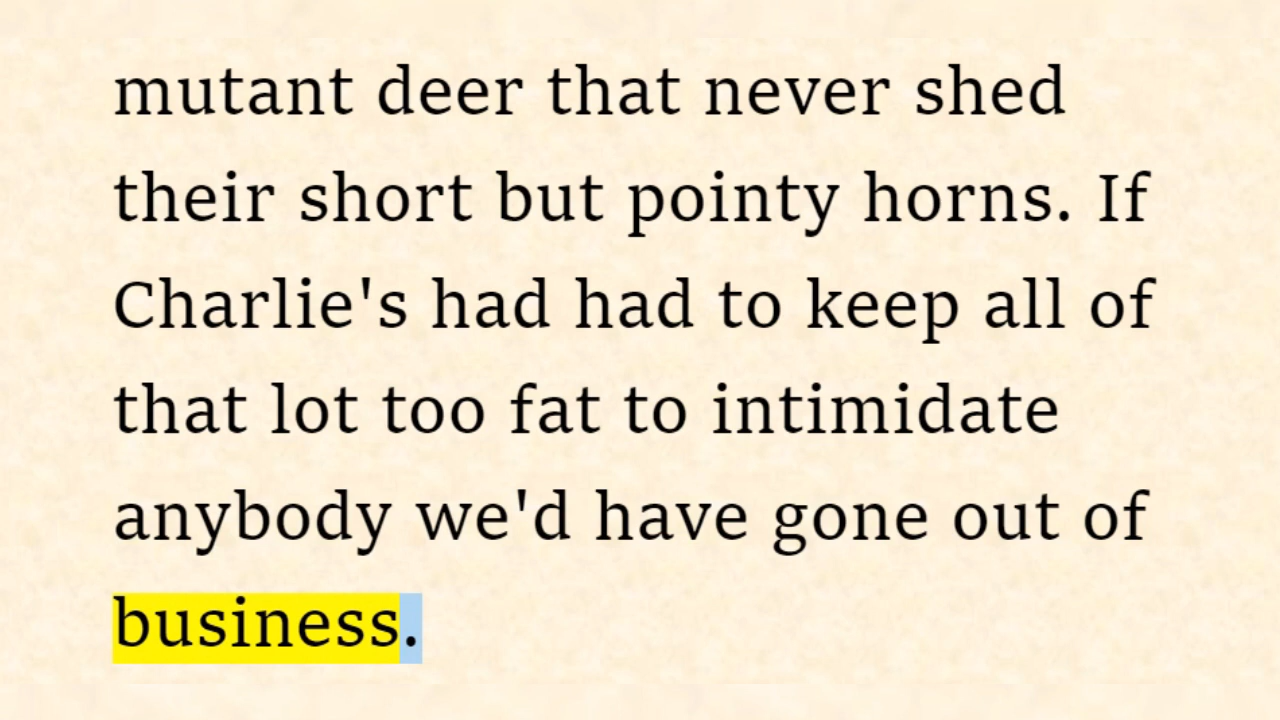 mutant deer that never shed
their short but pointy horns. If
Charlie's had had to keep all of
that lot too fat to intimidate
anybody we'd have gone out of
business.